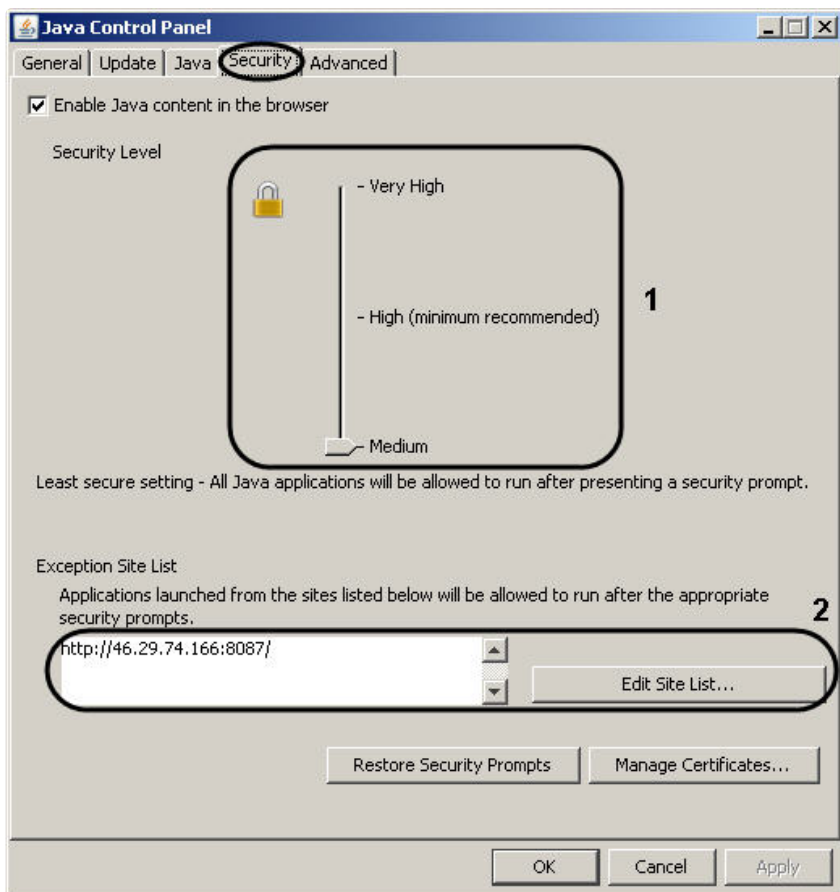 Java Control Panel
General Update Java Security Advanced
Enable Java content in the browser
Security Level
- Very High
- High (minimum recommended)
1
- Medium
Least secure setting - All Java applications will be allowed to run after presenting a security prompt.
Exception Site List
Applications launched from the sites listed below will be allowed to run after the appropriate
security prompts.
2
http://46.29.74.166:8087/
Edit Site List...
Restore Security Prompts Manage Certificates...
OK Cancel Apply